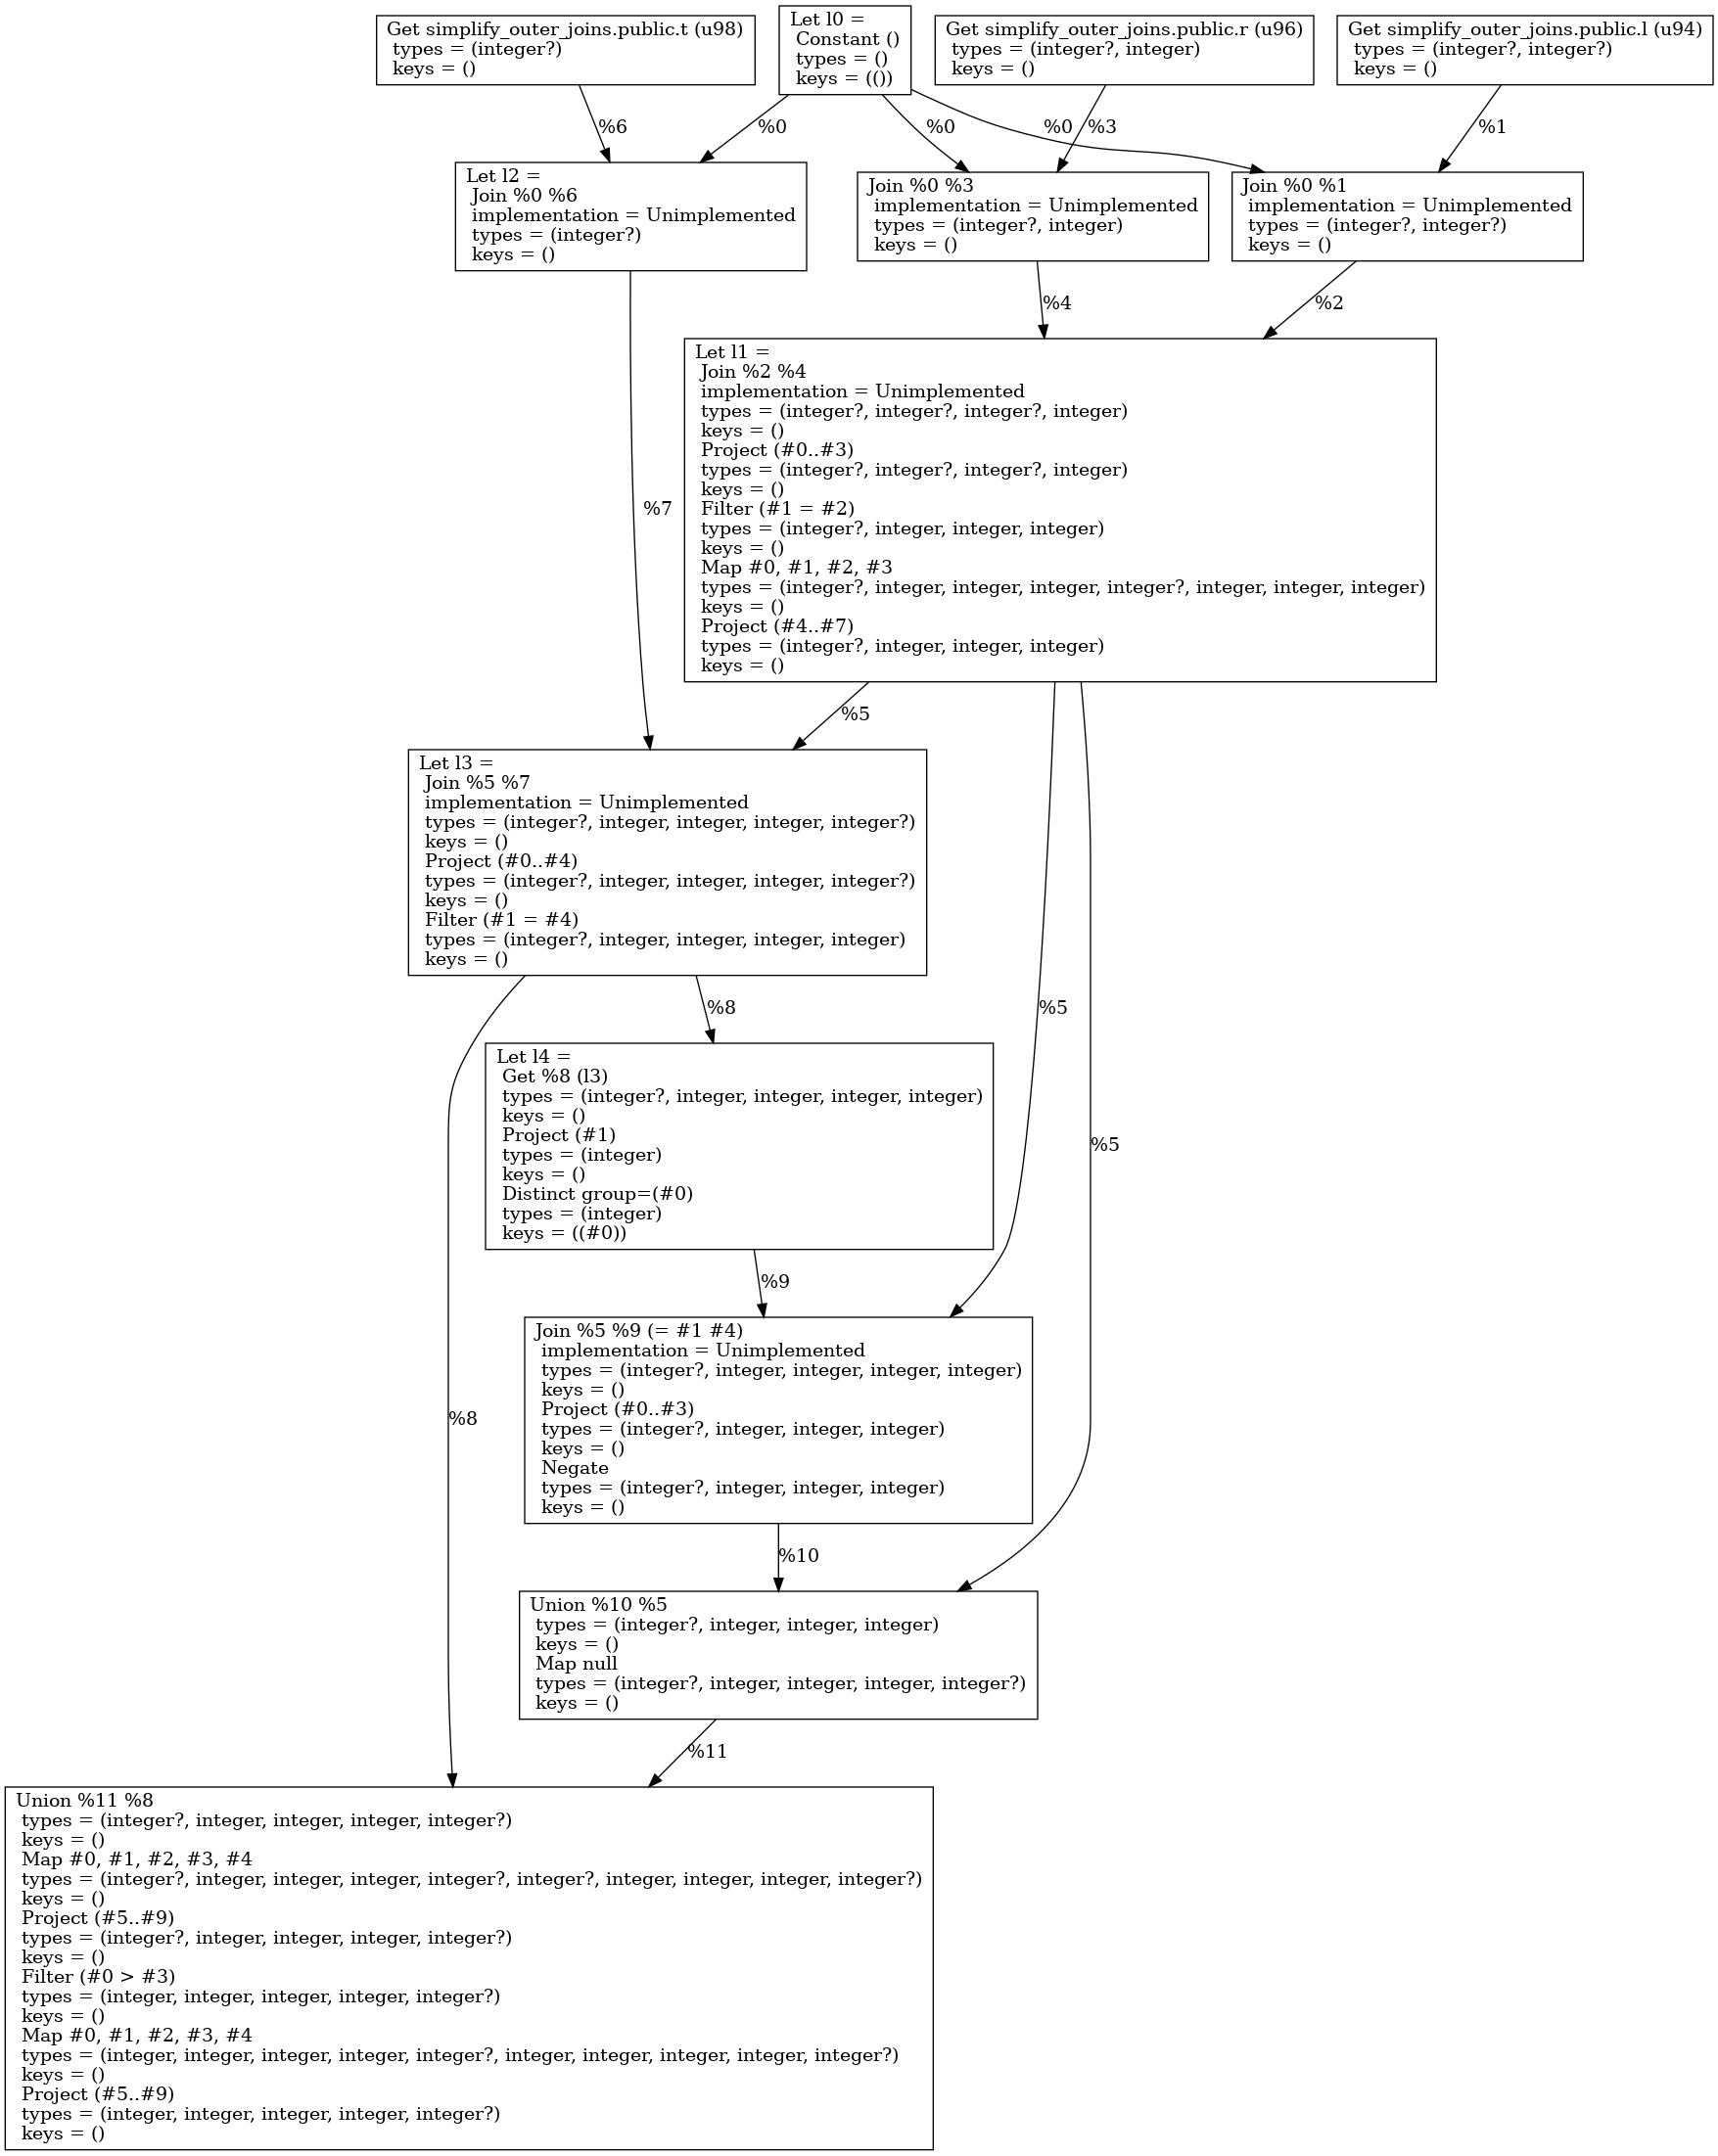 Get simplify_outer_joins.public.t (u98)
types = (integer?)
keys = ()
Let l0 =
Constant ()
types = ()
keys = (())
Get simplify_outer_joins.public.r (u96)
types = (integer?, integer)
keys = ()
Get simplify_outer_joins.public.l (u94)
types = (integer?, integer?)
keys = ()
%6
%0
%0
%3
%0
%1
Let l2 =
Join %0 %6
implementation = Unimplemented
types = (integer?)
keys = ()
Join %0 %3
implementation = Unimplemented
types = (integer?, integer)
keys = ()
Join %0 %1
implementation = Unimplemented
types = (integer?, integer?)
keys = ()
%4
%2
Let l1 =
Join %2 %4
implementation = Unimplemented
types = (integer?, integer?, integer?, integer)
keys = ()
Project (#0..#3)
types = (integer?, integer?, integer?, integer)
keys = ()
Filter (#1 = #2)
types = (integer?, integer, integer, integer)
keys = ()
Map #0, #1, #2, #3
types = (integer?, integer, integer, integer, integer?, integer, integer, integer)
keys = ()
Project (#4..#7)
types = (integer?, integer, integer, integer)
keys = ()
%7
%5
Let l3 =
Join %5 %7
implementation = Unimplemented
types = (integer?, integer, integer, integer, integer?)
keys = ()
Project (#0..#4)
types = (integer?, integer, integer, integer, integer?)
keys = ()
Filter (#1 = #4)
types = (integer?, integer, integer, integer, integer)
keys = ()
%8
%5
Let l4 =
Get %8 (l3)
types = (integer?, integer, integer, integer, integer)
keys = ()
Project (#1)
types = (integer)
keys = ()
Distinct group=(#0)
types = (integer)
keys = ((#0))
%5
%9
Join %5 %9 (= #1 #4)
implementation = Unimplemented
types = (integer?, integer, integer, integer, integer)
keys = ()
Project (#0..#3)
types = (integer?, integer, integer, integer)
keys = ()
Negate
types = (integer?, integer, integer, integer)
keys = ()
%8
%10
Union %10 %5
types = (integer?, integer, integer, integer)
keys = ()
Map null
types = (integer?, integer, integer, integer, integer?)
keys = ()
%11
Union %11 %8
types = (integer?, integer, integer, integer, integer?)
keys = ()
Map #0, #1, #2, #3, #4
types = (integer?, integer, integer, integer, integer?, integer?, integer, integer, integer, integer?)
keys = ()
Project (#5..#9)
types = (integer?, integer, integer, integer, integer?)
keys = ()
Filter (#0 > #3)
types = (integer, integer, integer, integer, integer?)
keys = ()
Map #0, #1, #2, #3, #4
types = (integer, integer, integer, integer, integer?, integer, integer, integer, integer, integer?)
keys = ()
Project (#5..#9)
types = (integer, integer, integer, integer, integer?)
keys = ()